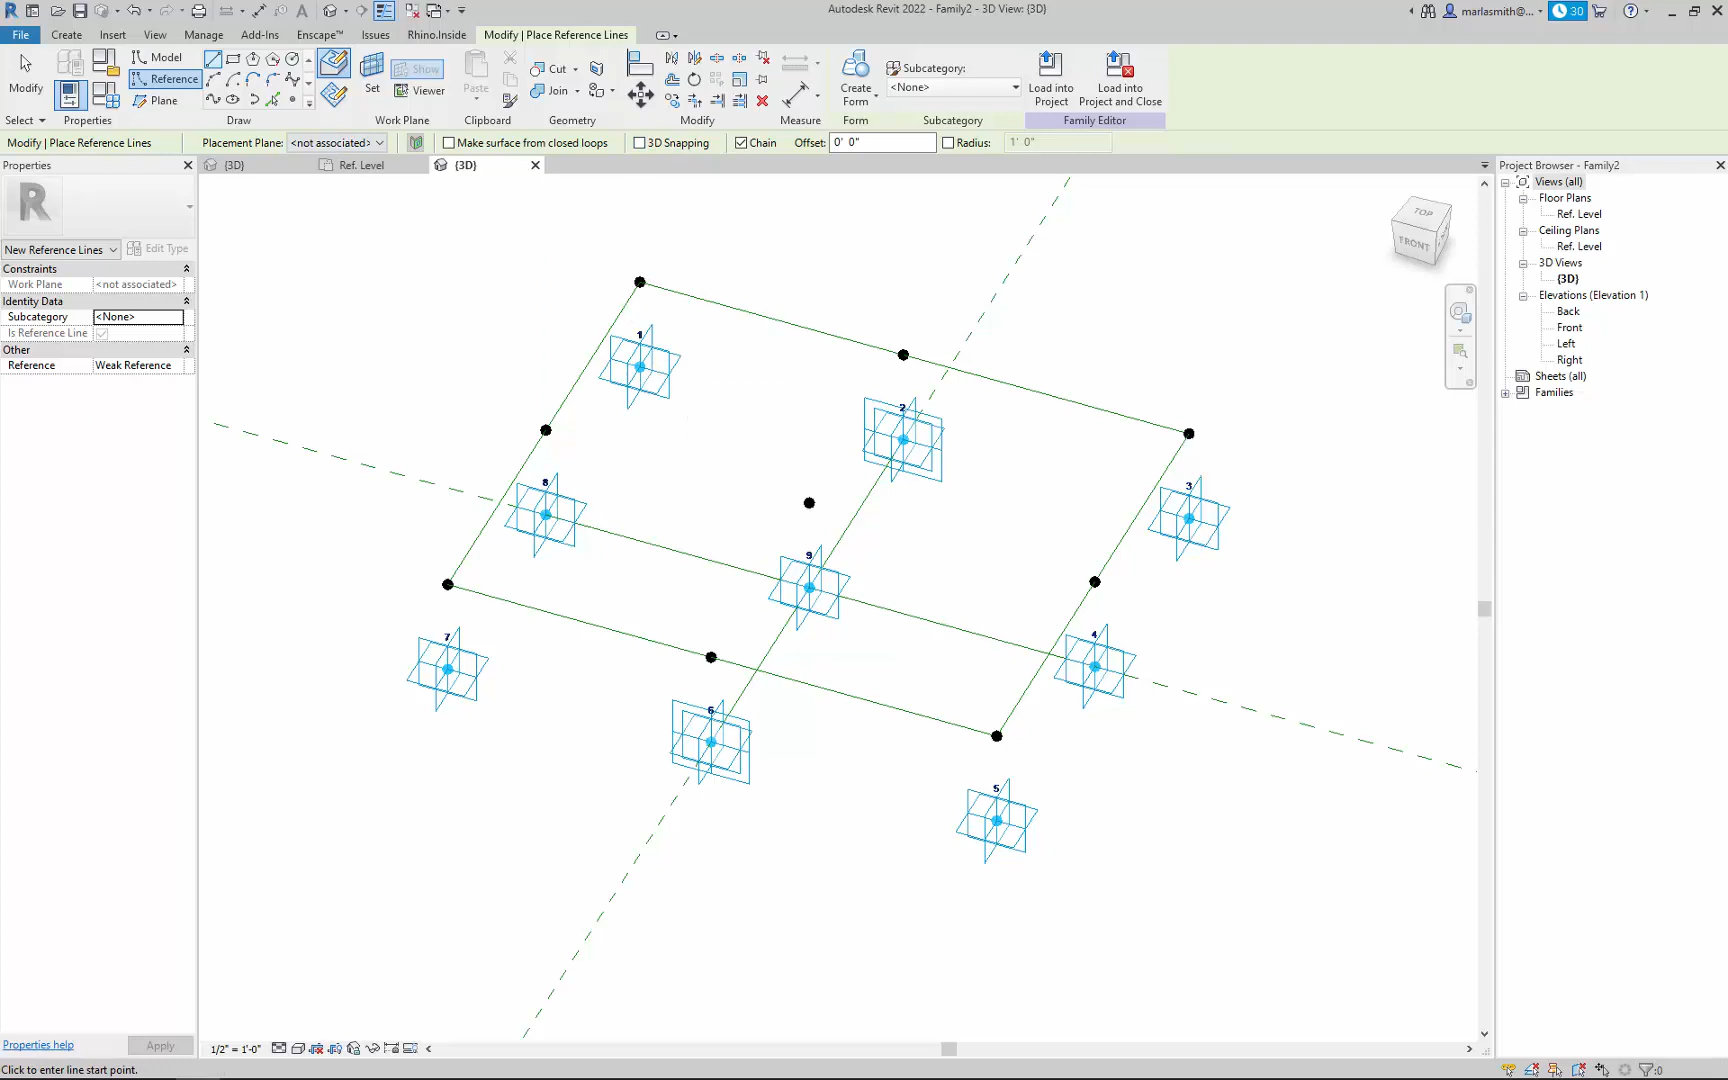 Autodesk Revit 2022 - Family2 - 3D View: {3D}
marlasmith@...
30
File Create Insert View Manage Add-Ins Enscape™ Issues Rhino.Inside Modify | Place Reference Lines
Modify
Model
Reference
Plane
Set
Show
Viewer
Paste
Cut
Join
Create Form
Subcategory:
<None>
Load into Project
Load into Project and Close
Select Properties Draw Work Plane Clipboard Geometry Modify Measure Form Subcategory Family Editor
Modify | Place Reference Lines Placement Plane: <not associated> Make surface from closed loops 3D Snapping Chain Offset: 0' 0" Radius: 1' 0"
Properties
{3D} Ref. Level {3D}
Project Browser - Family2
R
New Reference Lines Edit Type
Constraints
Work Plane <not associated>
Identity Data
Subcategory <None>
Is Reference Line
Other
Reference Weak Reference
Properties help Apply
TOP
FRONT
1
2
3
4
5
6
7
8
9
Views (all)
Floor Plans
Ref. Level
Ceiling Plans
Ref. Level
3D Views
{3D}
Elevations (Elevation 1)
Back
Front
Left
Right
Sheets (all)
Families
1/2" = 1'-0"
Click to enter line start point.
:0